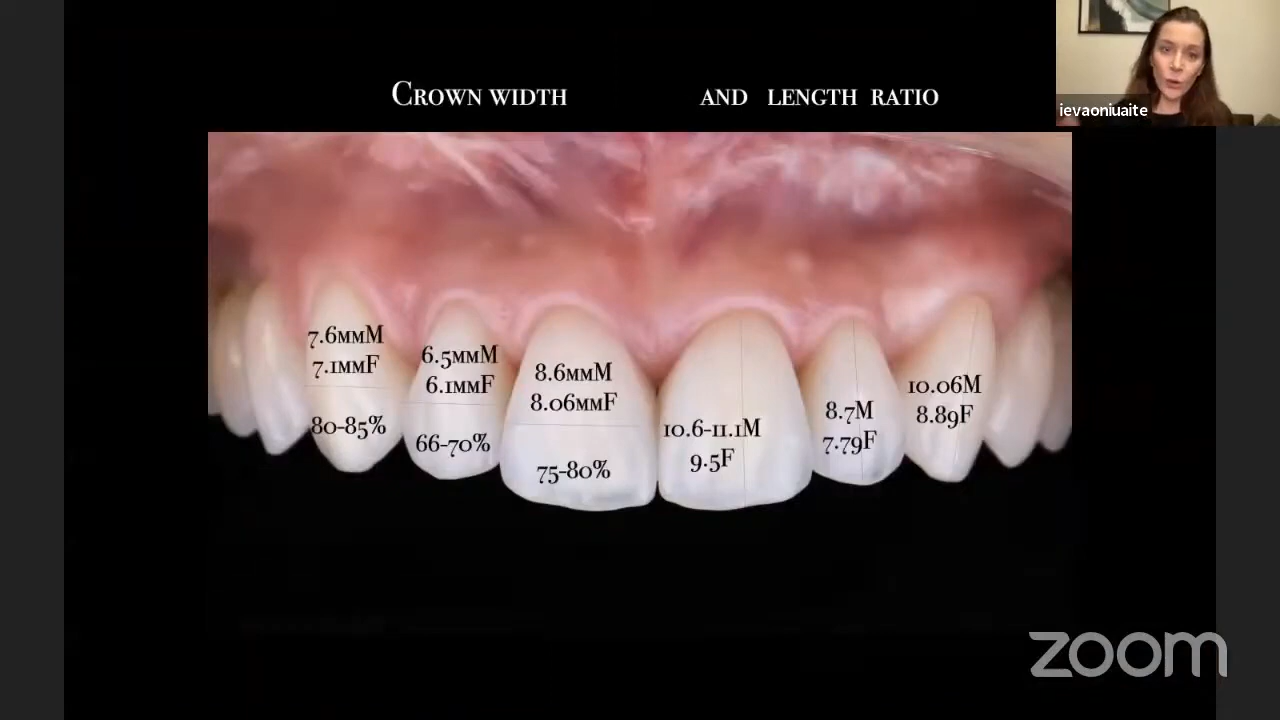 Crown width and length ratio
ievaoniuaite
7.6mmM
7.1mmF
80-85%
6.5mmM
6.1mmF
66-70%
8.6mmM
8.06mmF
75-80%
10.6-11.1M
9.5F
8.7M
7.79F
10.06M
8.89F
zoom